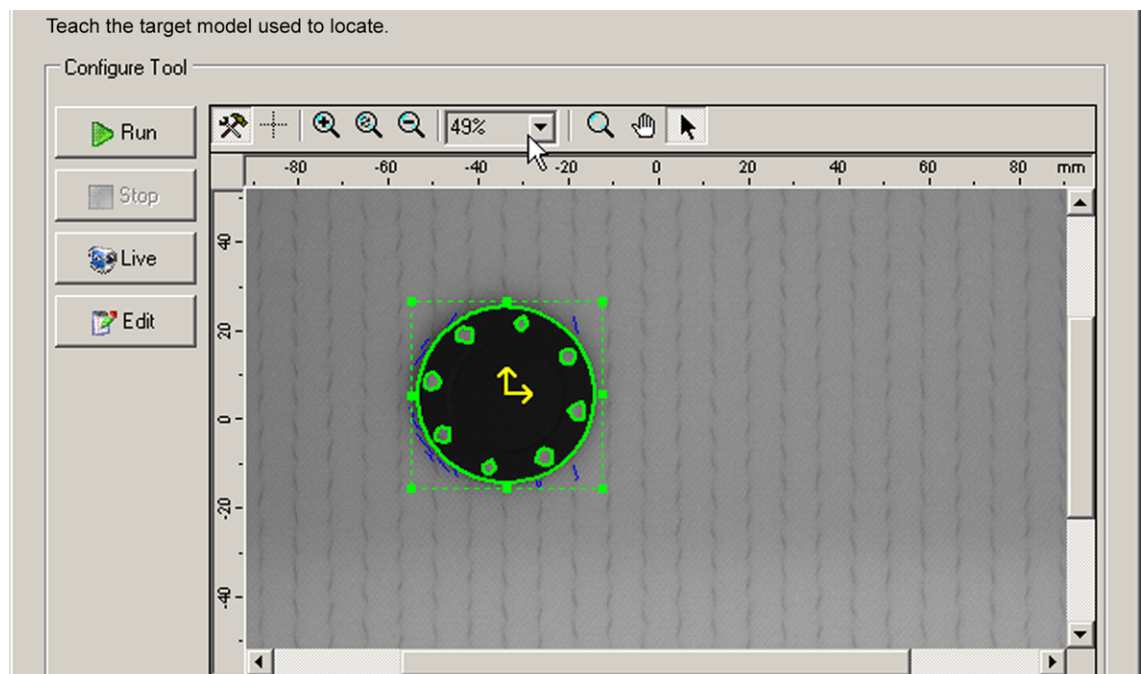 Teach the target model used to locate.
Configure Tool
Run
49%
-80 -60 -40 -20 0 20 40 60 80 mm
Stop
40
Live
Edit
20
0
-20
-40